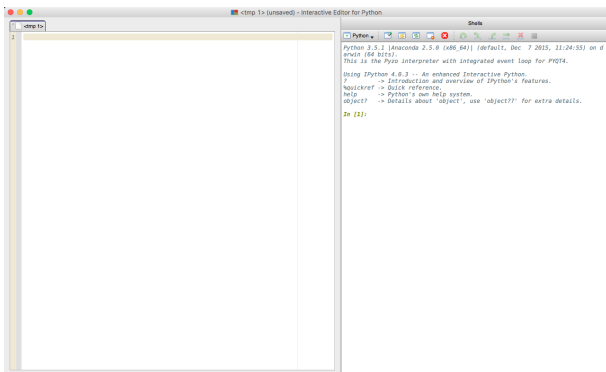 <tmp 1> (unsaved) - Interactive Editor for Python
<tmp 1>
1
Shells
Python
Python 3.5.1 |Anaconda 2.5.0 (x86_64)| (default, Dec  7 2015, 11:24:55) on d
arwin (64 bits).
This is the Pyzo interpreter with integrated event loop for PYQT4.
Using IPython 4.0.3 -- An enhanced Interactive Python.
?         -> Introduction and overview of IPython's features.
%quickref -> Quick reference.
help      -> Python's own help system.
object?   -> Details about 'object', use 'object??' for extra details.
In [1]: